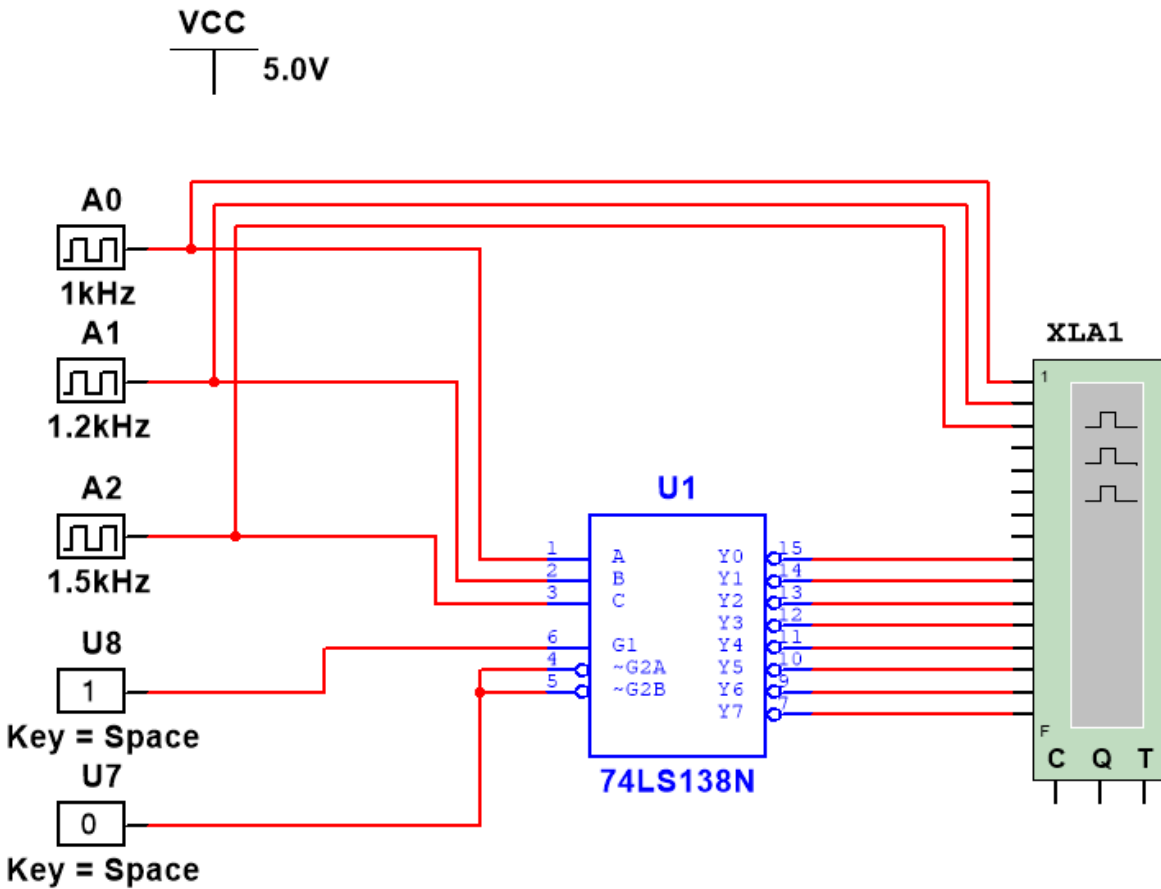 VCC
5.0V
A0
1kHz
A1
1.2kHz
A2
1.5kHz
U8
1
Key = Space
U7
0
Key = Space
U1
1 A Y0 15
2 B Y1 14
3 C Y2 13
Y3 12
6 G1 Y4 11
4 ~G2A Y5 10
5 ~G2B Y6 9
Y7 7
74LS138N
XLA1
1
F
C Q T